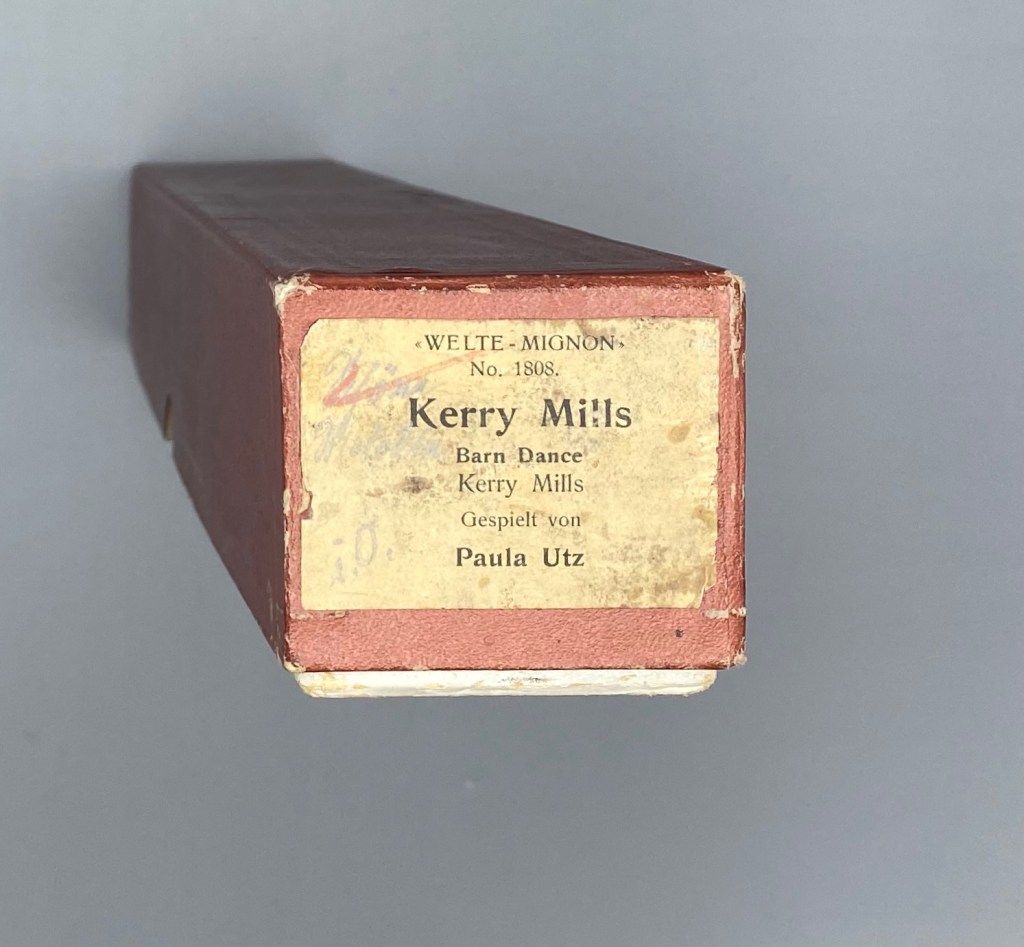 «WELTE-MIGNON»
No. 1808.
Kerry Mills
Barn Dance
Kerry Mills
Gespielt von
Paula Utz
i.O.